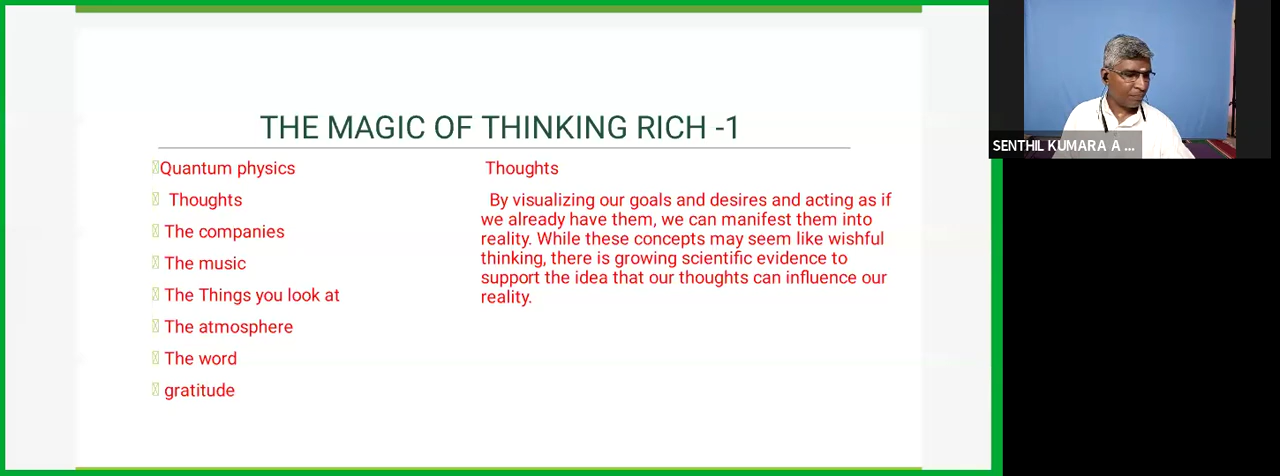 THE MAGIC OF THINKING RICH -1
Quantum physics
Thoughts
The companies
The music
The Things you look at
The atmosphere
The word
gratitude
Thoughts
By visualizing our goals and desires and acting as if
we already have them, we can manifest them into
reality. While these concepts may seem like wishful
thinking, there is growing scientific evidence to
support the idea that our thoughts can influence our
reality.
SENTHIL KUMARA A ...